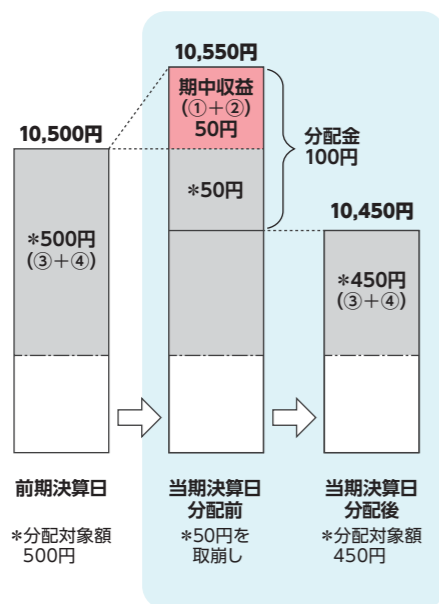 10,500円
*500円
(③+④)
10,550円
期中収益
(①+②)
50円
*50円
分配金
100円
10,450円
*450円
(③+④)
前期決算日
*分配対象額
500円
当期決算日
分配前
*50円を
取崩し
当期決算日
分配後
*分配対象額
450円